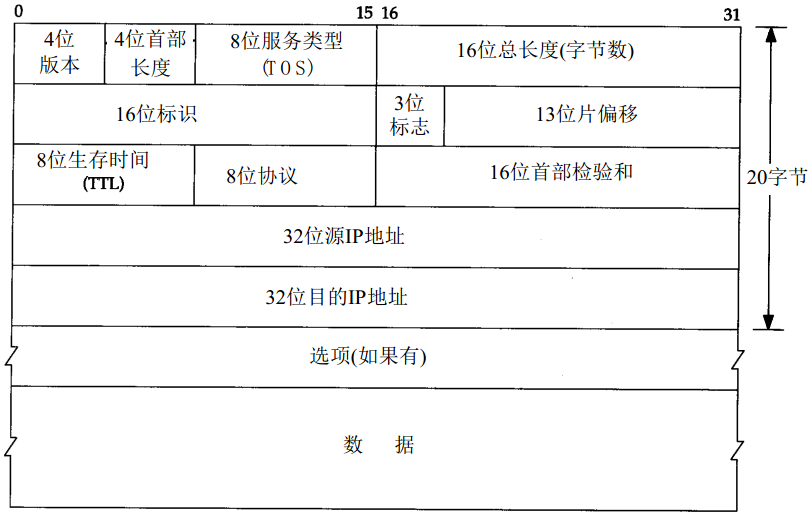 0 15 16 31
4位
版本
4位首部
长度
8位服务类型
(TOS)
16位总长度(字节数)
16位标识
3位
标志
13位片偏移
8位生存时间
(TTL)
8位协议
16位首部检验和
20字节
32位源IP地址
32位目的IP地址
选项(如果有)
数 据